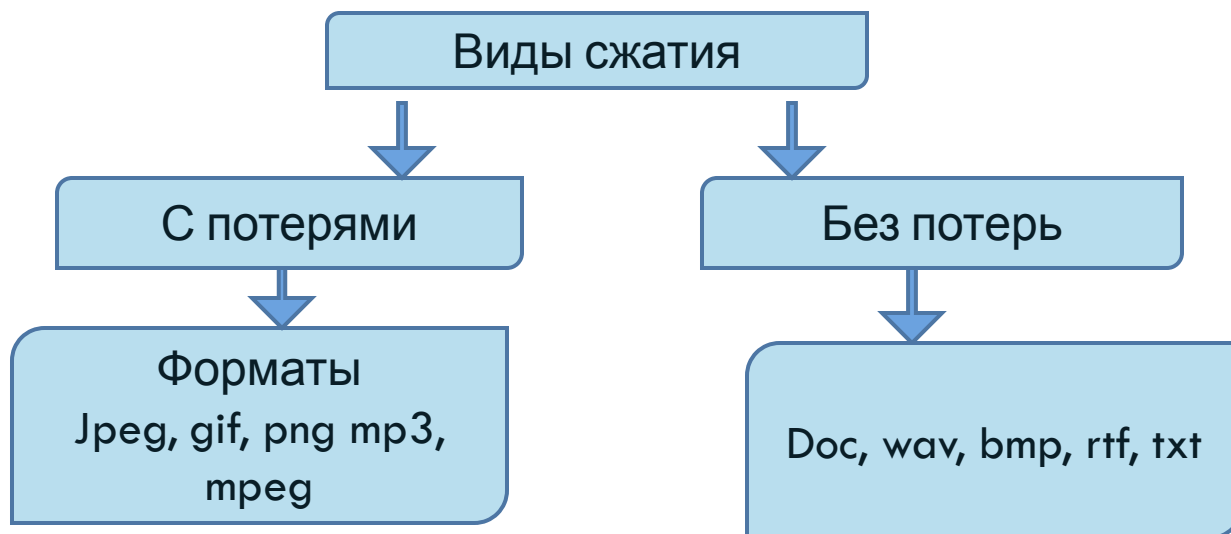 Виды сжатия
С потерями
Без потерь
Форматы
Jpeg, gif, png mp3,
mpeg
Doc, wav, bmp, rtf, txt